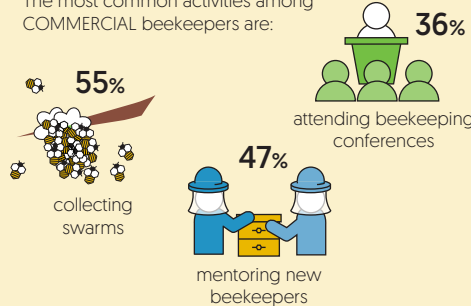 The most common activities among
COMMERCIAL beekeepers are:
36%
55%
attending beekeeping
conferences
47%
collecting
swarms
mentoring new
beekeepers